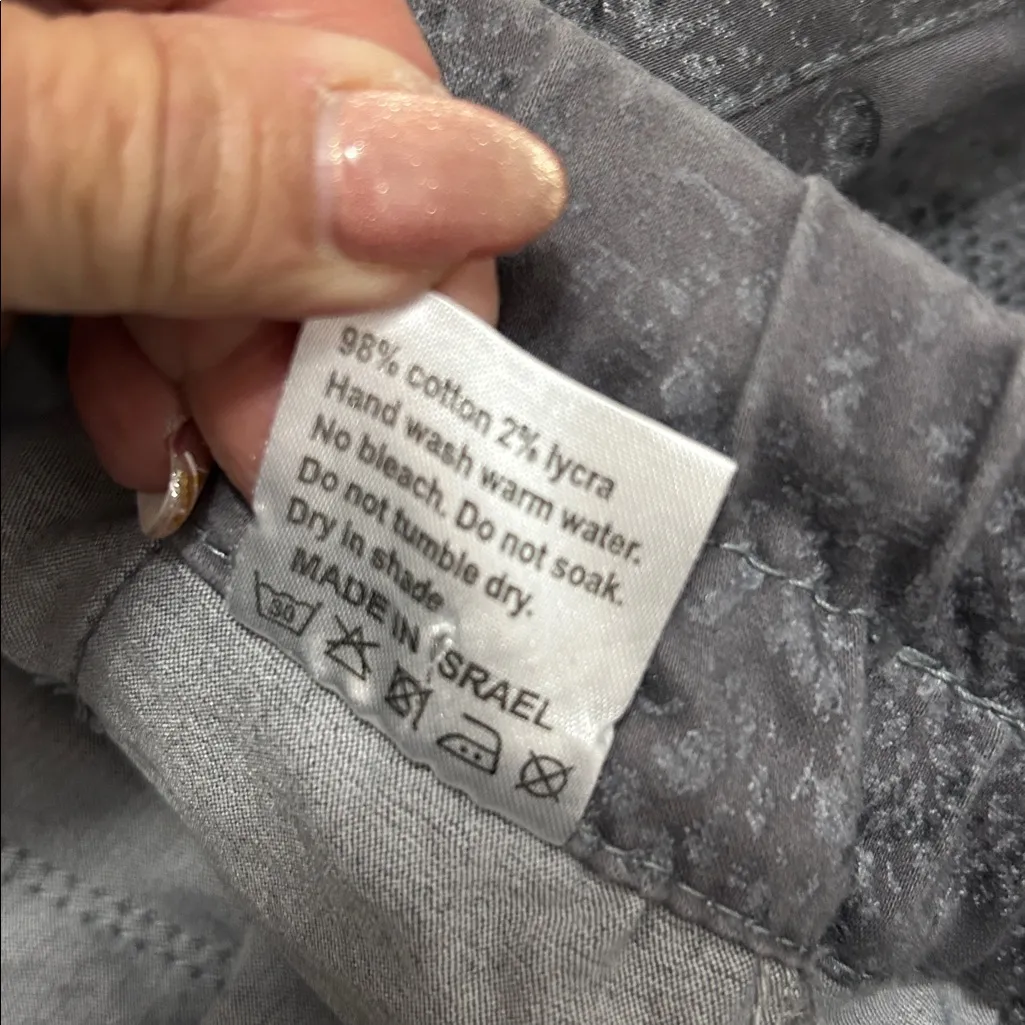 98% cotton 2% lycra
Hand wash warm water.
No bleach. Do not soak.
Do not tumble dry.
Dry in shade
MADE IN ISRAEL
30